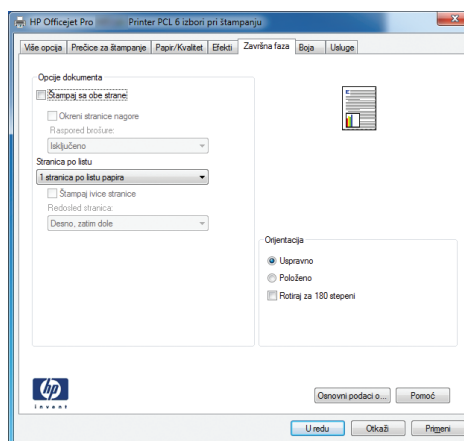 HP Officejet Pro Printer PCL 6 izbori pri štampanju
Više opcija Prečice za štampanje Papir/Kvalitet Efekti Završna faza Boja Usluge
Opcije dokumenta
Štampaj sa obe strane
Okreni stranice nagore
Raspored brošure:
Isključeno
Stranica po listu
1 stranica po listu papira
Štampaj ivice stranice
Redosled stranica:
Desno, zatim dole
Orijentacija
Uspravno
Položeno
Rotiraj za 180 stepeni
hp
invent
Osnovni podaci o... Pomoć
U redu Otkaži Primeni